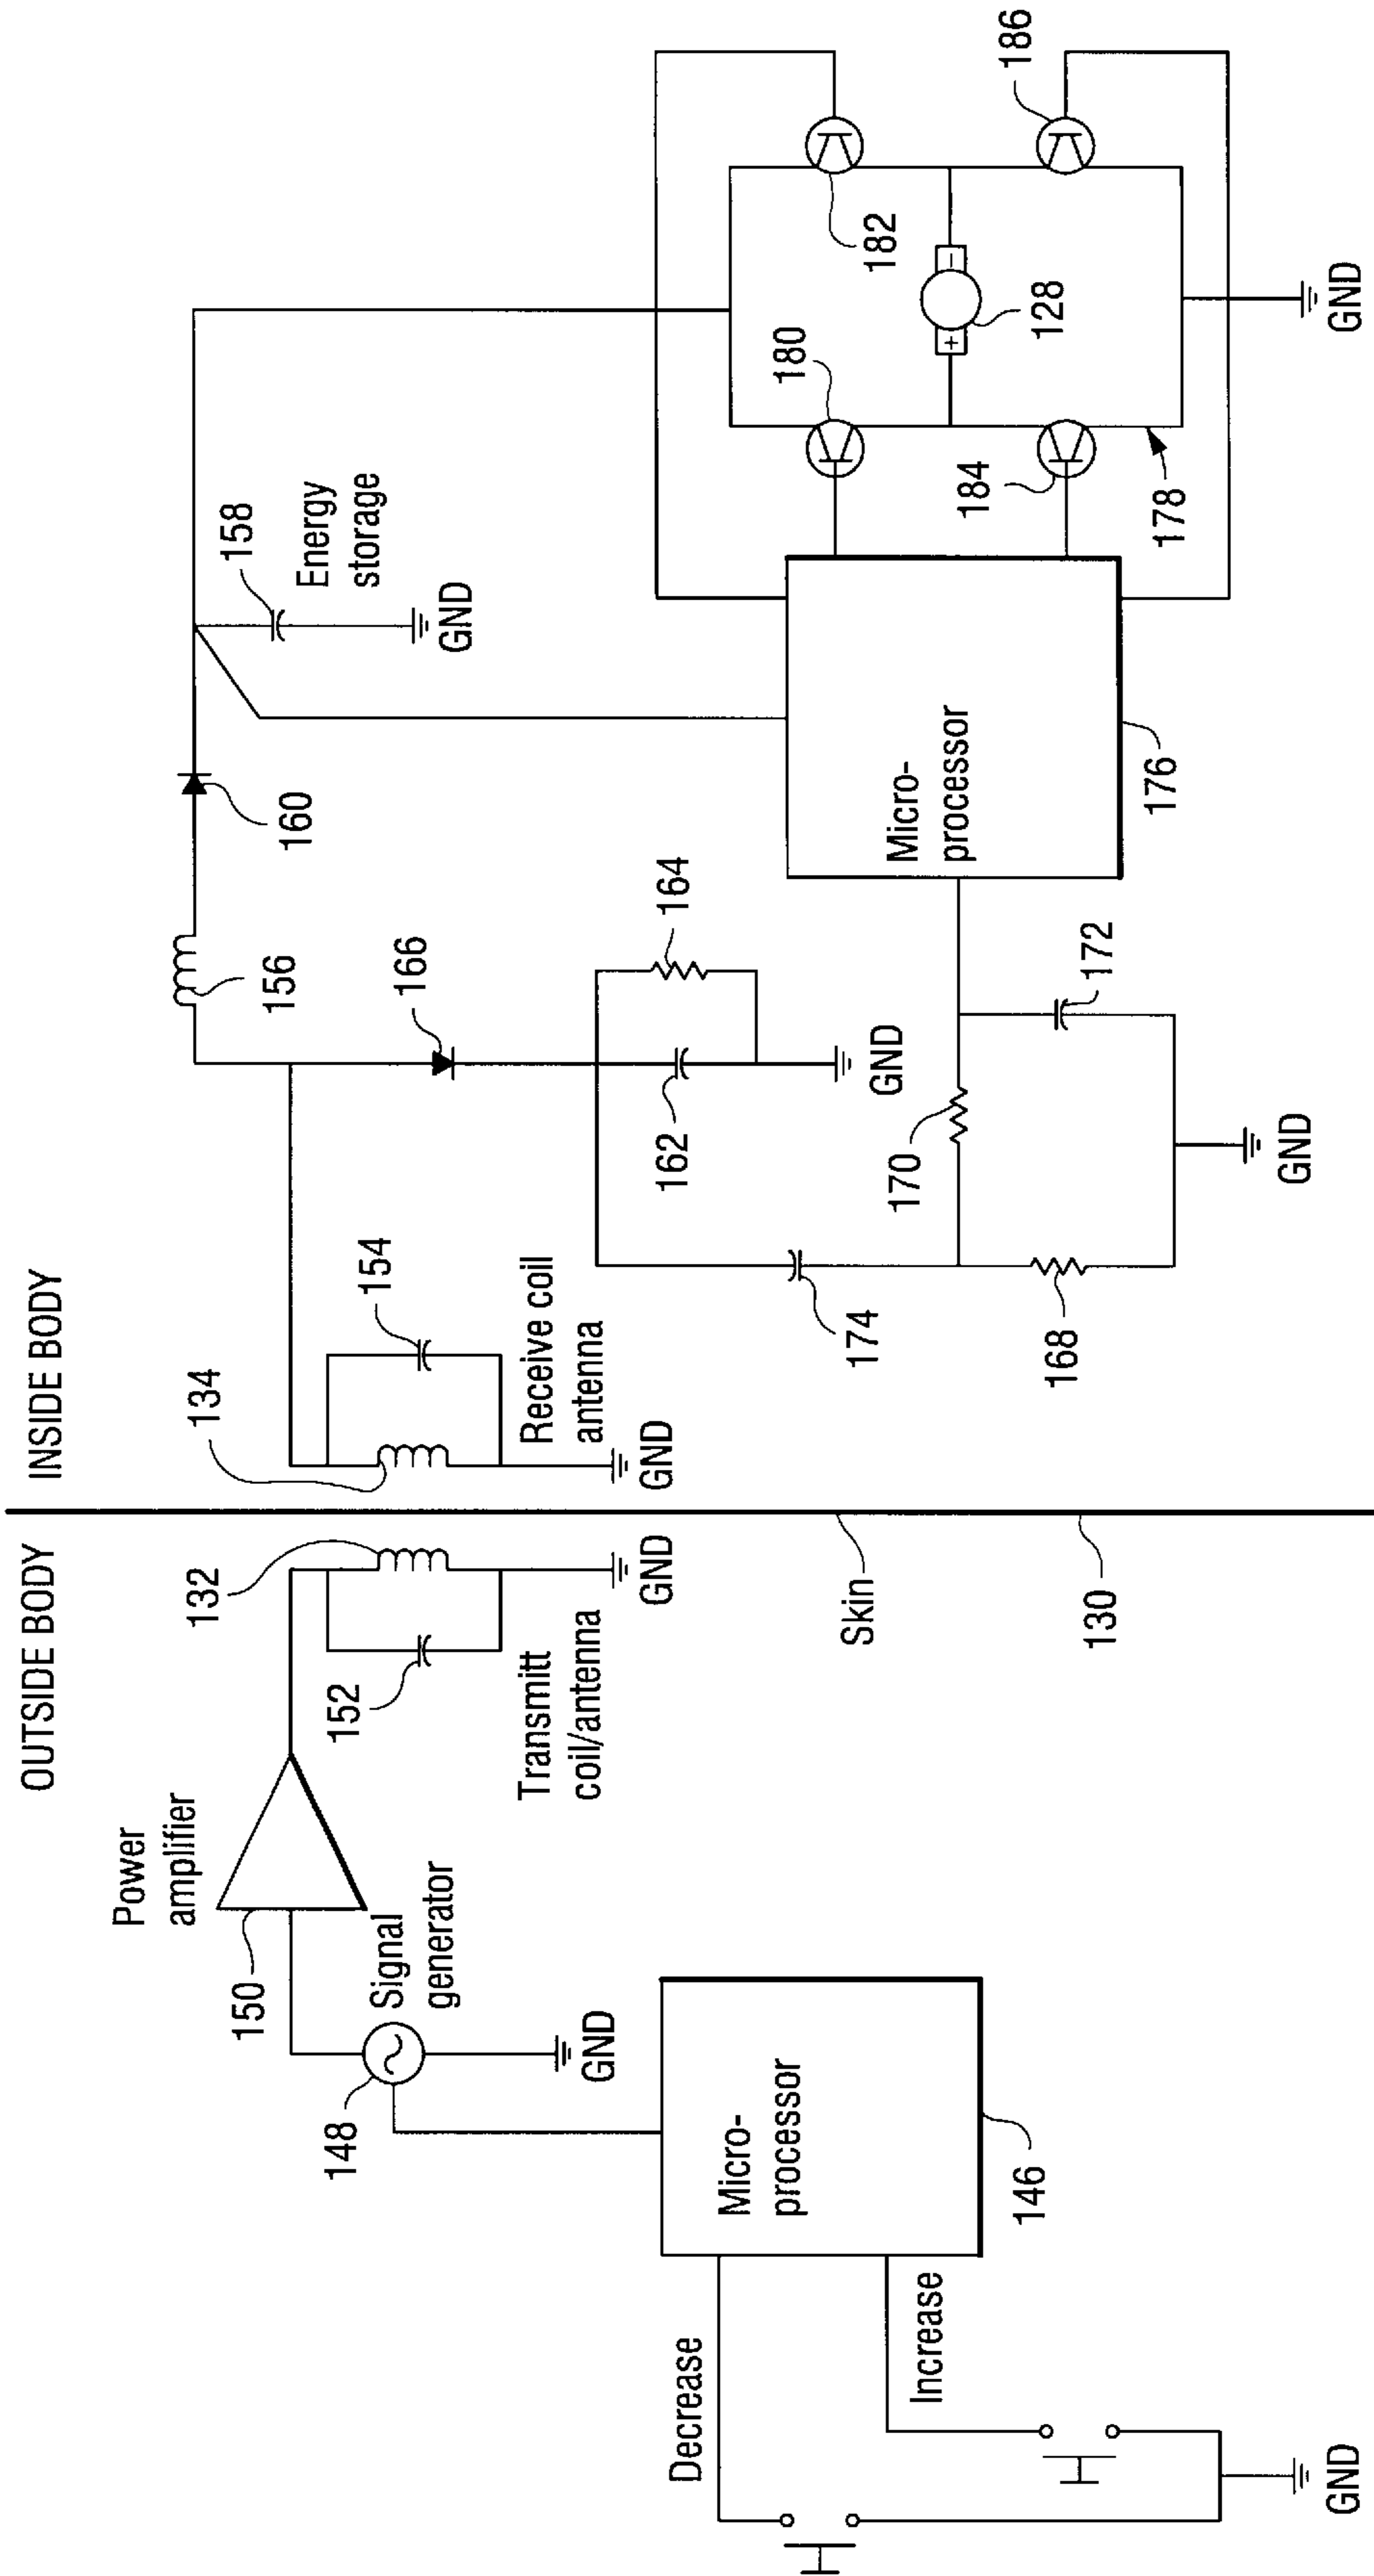 OUTSIDE BODY
INSIDE BODY
Power
amplifier
150
Signal
generator
148
GND
132
152
Transmitt
coil/antenna
GND
Micro-
processor
146
Decrease
Increase
GND
Skin
130
134
154
Receive coil
antenna
GND
156
160
158
Energy
storage
GND
166
164
162
GND
174
170
172
168
GND
Micro-
processor
176
180
182
184
186
+
-
128
178
GND